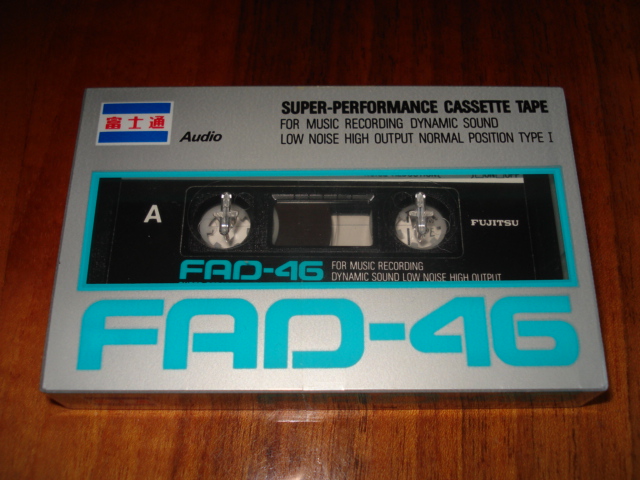 富士通
Audio
SUPER-PERFORMANCE CASSETTE TAPE
FOR MUSIC RECORDING DYNAMIC SOUND
LOW NOISE HIGH OUTPUT NORMAL POSITION TYPE I
A
FUJITSU
FAD-46
FOR MUSIC RECORDING
DYNAMIC SOUND LOW NOISE HIGH OUTPUT
FAD-46